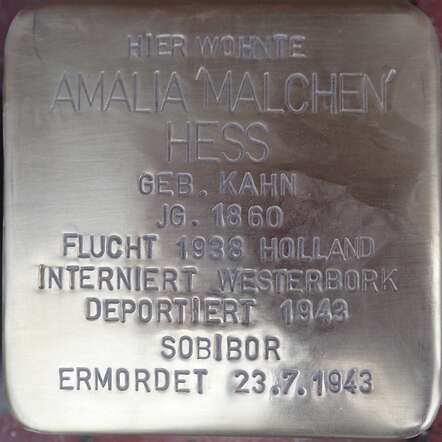 HIER WOHNTE
AMALIA 'MALCHEN'
HESS
GEB. KAHN
JG. 1860
FLUCHT 1938 HOLLAND
INTERNIERT WESTERBORK
DEPORTIERT 1943
SOBIBOR
ERMORDET 23.7.1943